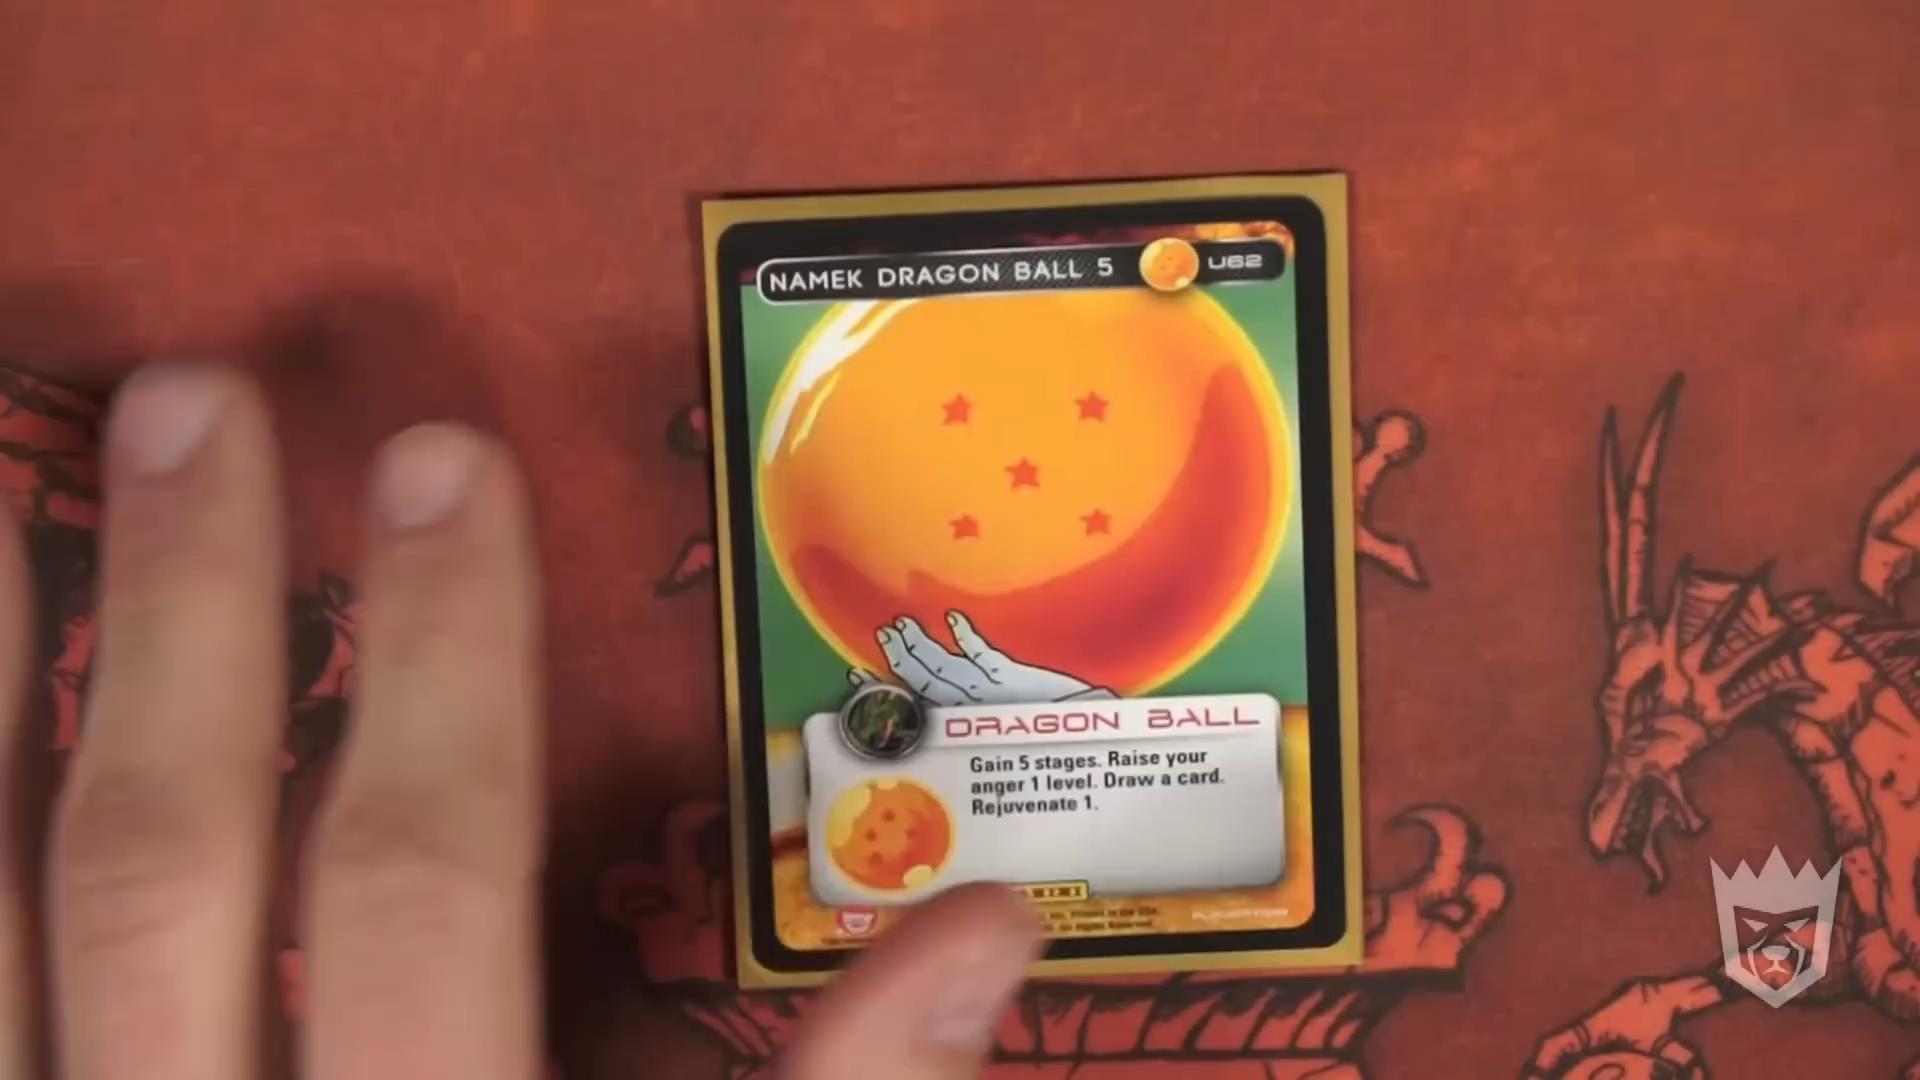 NAMEK DRAGON BALL 5 U62
DRAGON BALL
Gain 5 stages. Raise your
anger 1 level. Draw a card.
Rejuvenate 1.